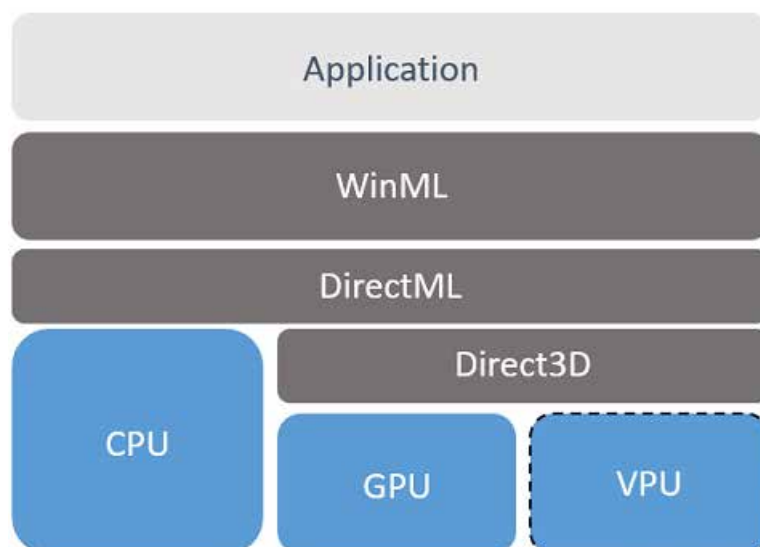 Application
WinML
DirectML
Direct3D
CPU
GPU
VPU